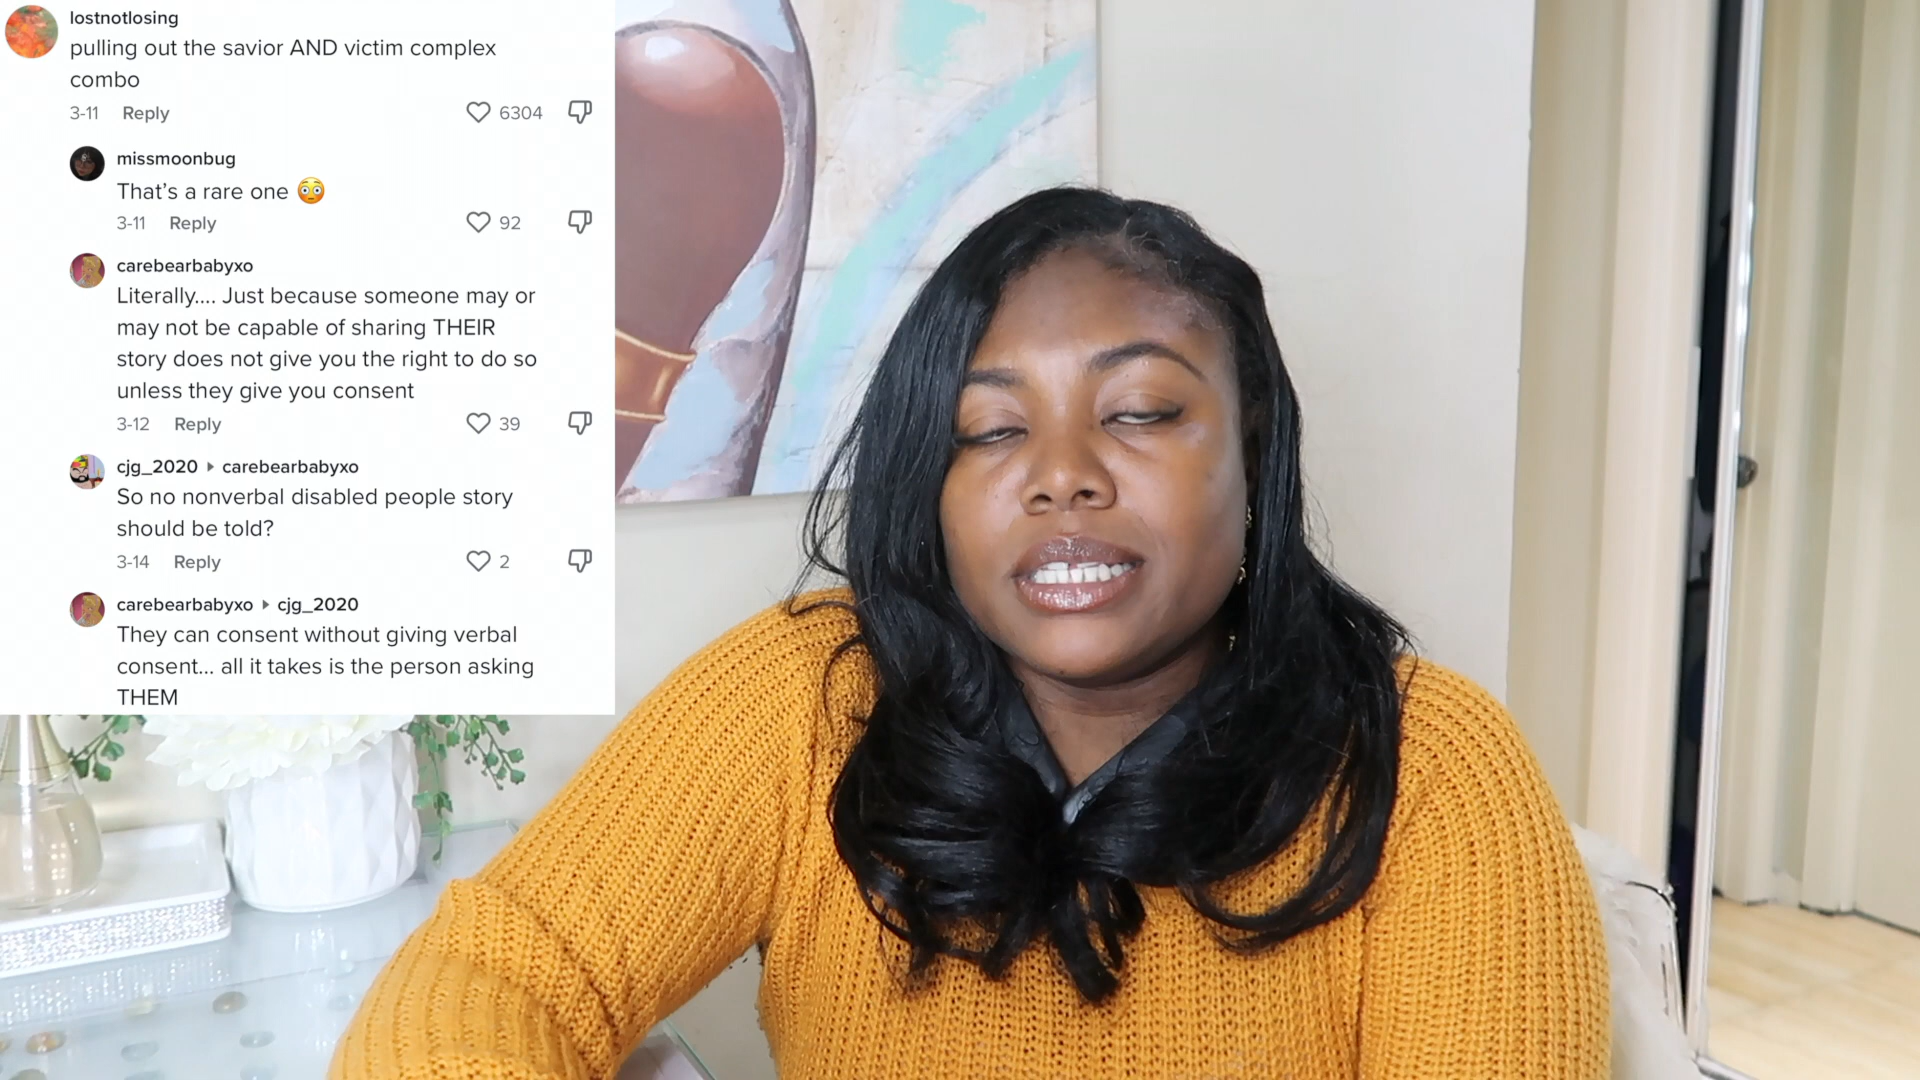 lostnotlosing
pulling out the savior AND victim complex
combo
3-11 Reply 6304
missmoonbug
That's a rare one 😳
3-11 Reply 92
carebearbabyxo
Literally.... Just because someone may or
may not be capable of sharing THEIR
story does not give you the right to do so
unless they give you consent
3-12 Reply 39
cjg_2020 ▸ carebearbabyxo
So no nonverbal disabled people story
should be told?
3-14 Reply 2
carebearbabyxo ▸ cjg_2020
They can consent without giving verbal
consent... all it takes is the person asking
THEM